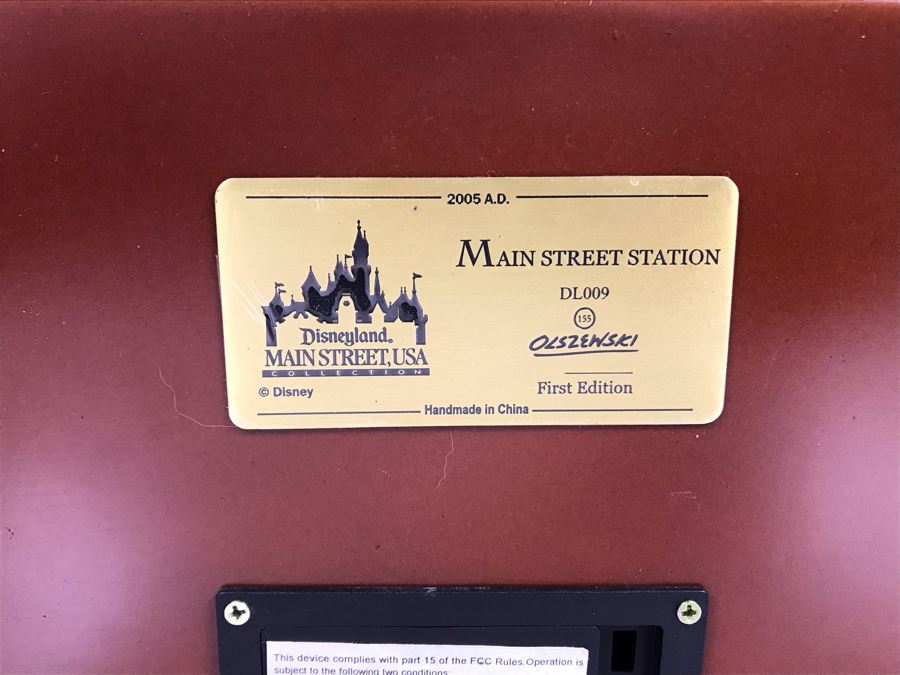 2005 A.D.
Disneyland®
MAIN STREET, USA
COLLECTION
© Disney
MAIN STREET STATION
DL009
155
OLSZEWSKI
First Edition
Handmade in China
This device complies with part 15 of the FCC Rules.Operation is
subject to the following two conditions: